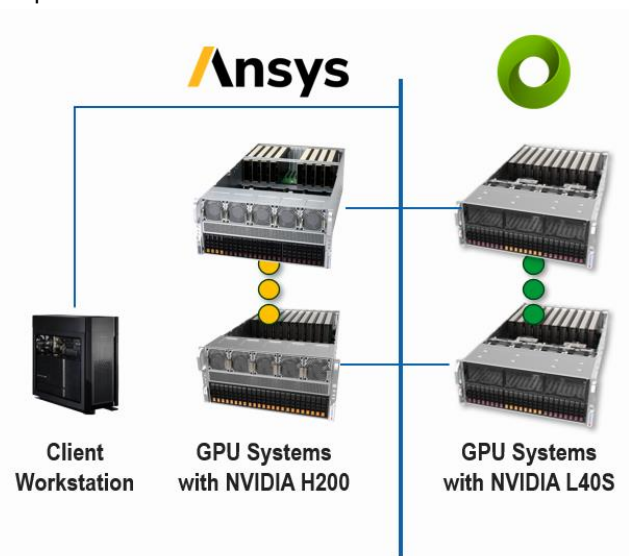 Ansys
Client
Workstation
GPU Systems
with NVIDIA H200
GPU Systems
with NVIDIA L40S